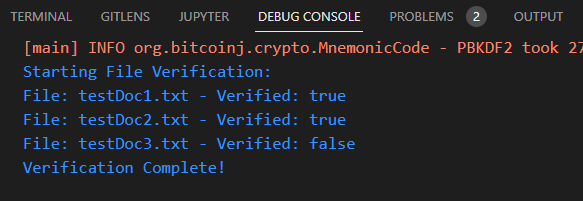 TERMINAL GITLENS JUPYTER DEBUG CONSOLE PROBLEMS 2 OUTPUT
[main] INFO org.bitcoinj.crypto.MnemonicCode - PBKDF2 took 27
Starting File Verification:
File: testDoc1.txt - Verified: true
File: testDoc2.txt - Verified: true
File: testDoc3.txt - Verified: false
Verification Complete!